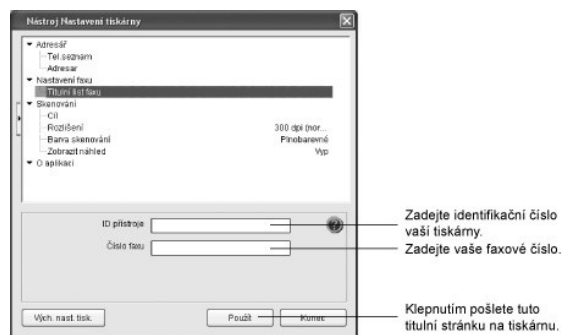 Nástroj Nastavení tiskárny
Adresář
Tel.seznam
Adresar
Nastavení faxu
Titulní list faxu
Skenování
Cíl
Rozlišení 300 dpi (nor...
Barva skenování Plnobarevné
Zobrazit náhled Vyp
O aplikaci
ID přístroje
Zadejte identifikační číslo
vaší tiskárny.
Číslo faxu
Zadejte vaše faxové číslo.
Vých. nast. tisk. Použít Konec
Klepnutím pošlete tuto
titulní stránku na tiskárnu.